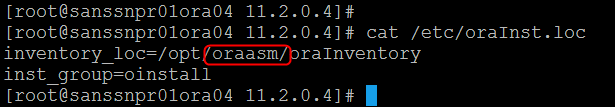 [root@sanssnpr01ora04 11.2.0.4]#
[root@sanssnpr01ora04 11.2.0.4]# cat /etc/oraInst.loc
inventory_loc=/opt/oraasm/oraInventory
inst_group=oinstall
[root@sanssnpr01ora04 11.2.0.4]#